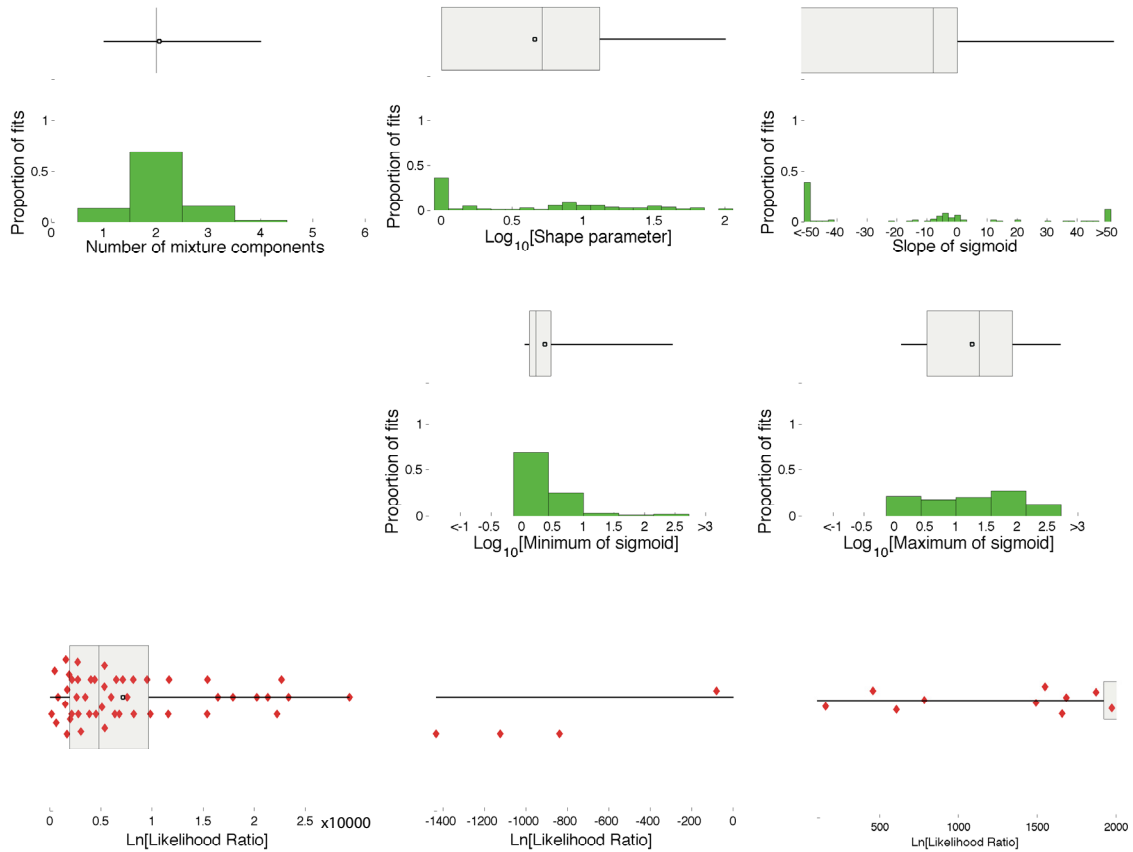 Proportion of fits
1
0.5
0
0 1 2 3 4 5 6
Number of mixture components
Proportion of fits
1
0.5
0
0 0.5 1 1.5 2
Log10[Shape parameter]
Proportion of fits
1
0.5
0
<-50 -40 -30 -20 -10 0 10 20 30 40 >50
Slope of sigmoid
Proportion of fits
1
0.5
0
<-1 -0.5 0 0.5 1 1.5 2 2.5 >3
Log10[Minimum of sigmoid]
Proportion of fits
1
0.5
0
<-1 -0.5 0 0.5 1 1.5 2 2.5 >3
Log10[Maximum of sigmoid]
0 0.5 1 1.5 2 2.5 x10000
Ln[Likelihood Ratio]
-1400 -1200 -1000 -800 -600 -400 -200 0
Ln[Likelihood Ratio]
500 1000 1500 2000
Ln[Likelihood Ratio]